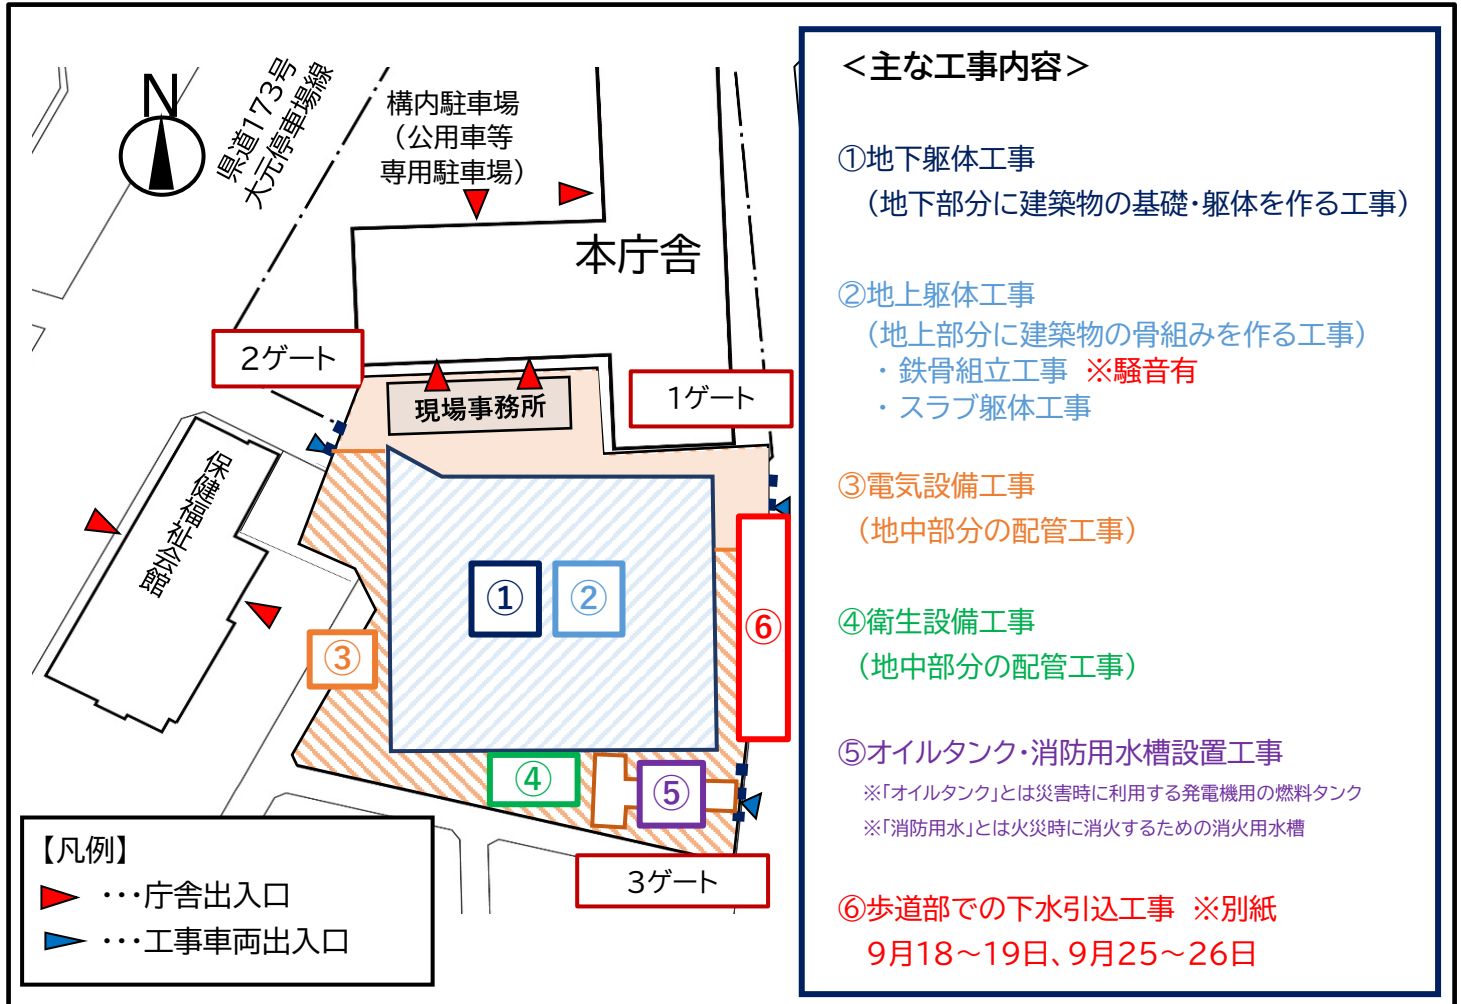 N
県道173号
大元停車場線
構内駐車場
(公用車等
専用駐車場)
本庁舎
2ゲート
1ゲート
現場事務所
保健福祉会館
①
②
③
④
⑤
⑥
3ゲート
【凡例】
・・・庁舎出入口
・・・工事車両出入口
<主な工事内容>
①地下躯体工事
(地下部分に建築物の基礎・躯体を作る工事)
②地上躯体工事
(地上部分に建築物の骨組みを作る工事)
・ 鉄骨組立工事 ※騒音有
・ スラブ躯体工事
③電気設備工事
(地中部分の配管工事)
④衛生設備工事
(地中部分の配管工事)
⑤オイルタンク・消防用水槽設置工事
※「オイルタンク」とは災害時に利用する発電機用の燃料タンク
※「消防用水」とは火災時に消火するための消火用水槽
⑥歩道部での下水引込工事 ※別紙
9月18～19日、9月25～26日